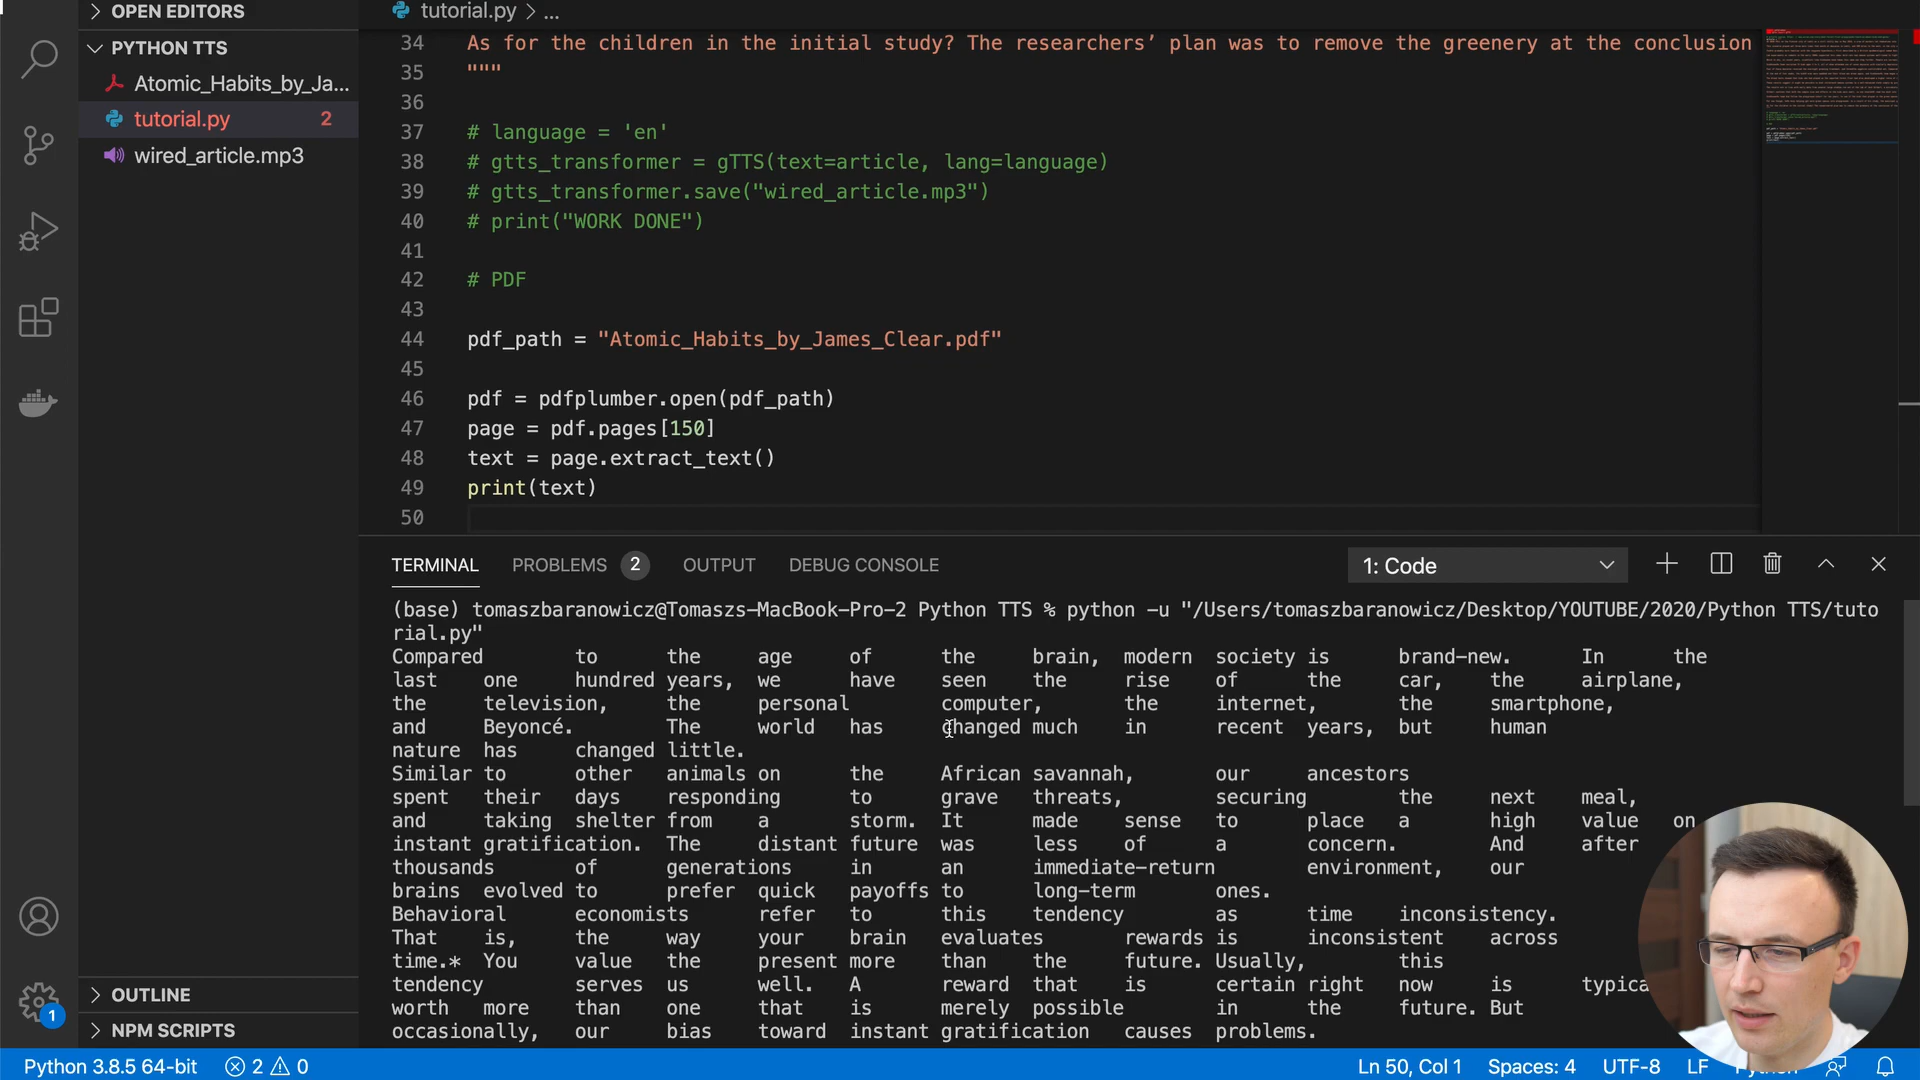 OPEN EDITORS
PYTHON TTS
Atomic_Habits_by_Ja...
tutorial.py 2
wired_article.mp3
OUTLINE
NPM SCRIPTS
1
tutorial.py > ...
34 As for the children in the initial study? The researchers’ plan was to remove the greenery at the conclusion
35 """
36
37 # language = 'en'
38 # gtts_transformer = gTTS(text=article, lang=language)
39 # gtts_transformer.save("wired_article.mp3")
40 # print("WORK DONE")
41
42 # PDF
43
44 pdf_path = "Atomic_Habits_by_James_Clear.pdf"
45
46 pdf = pdfplumber.open(pdf_path)
47 page = pdf.pages[150]
48 text = page.extract_text()
49 print(text)
50
TERMINAL PROBLEMS 2 OUTPUT DEBUG CONSOLE 1: Code
(base) tomaszbaranowicz@Tomaszs-MacBook-Pro-2 Python TTS % python -u "/Users/tomaszbaranowicz/Desktop/YOUTUBE/2020/Python TTS/tuto
rial.py"
Compared to the age of the brain, modern society is brand-new. In the
last one hundred years, we have seen the rise of the car, the airplane,
the television, the personal computer, the internet, the smartphone,
and Beyoncé. The world has changed much in recent years, but human
nature has changed little.
Similar to other animals on the African savannah, our ancestors
spent their days responding to grave threats, securing the next meal,
and taking shelter from a storm. It made sense to place a high value on
instant gratification. The distant future was less of a concern. And after
thousands of generations in an immediate-return environment, our
brains evolved to prefer quick payoffs to long-term ones.
Behavioral economists refer to this tendency as time inconsistency.
That is, the way your brain evaluates rewards is inconsistent across
time.* You value the present more than the future. Usually, this
tendency serves us well. A reward that is certain right now is
worth more than one that is merely possible in the future. But
occasionally, our bias toward instant gratification causes problems.
Python 3.8.5 64-bit 2 0 Ln 50, Col 1 Spaces: 4 UTF-8 LF